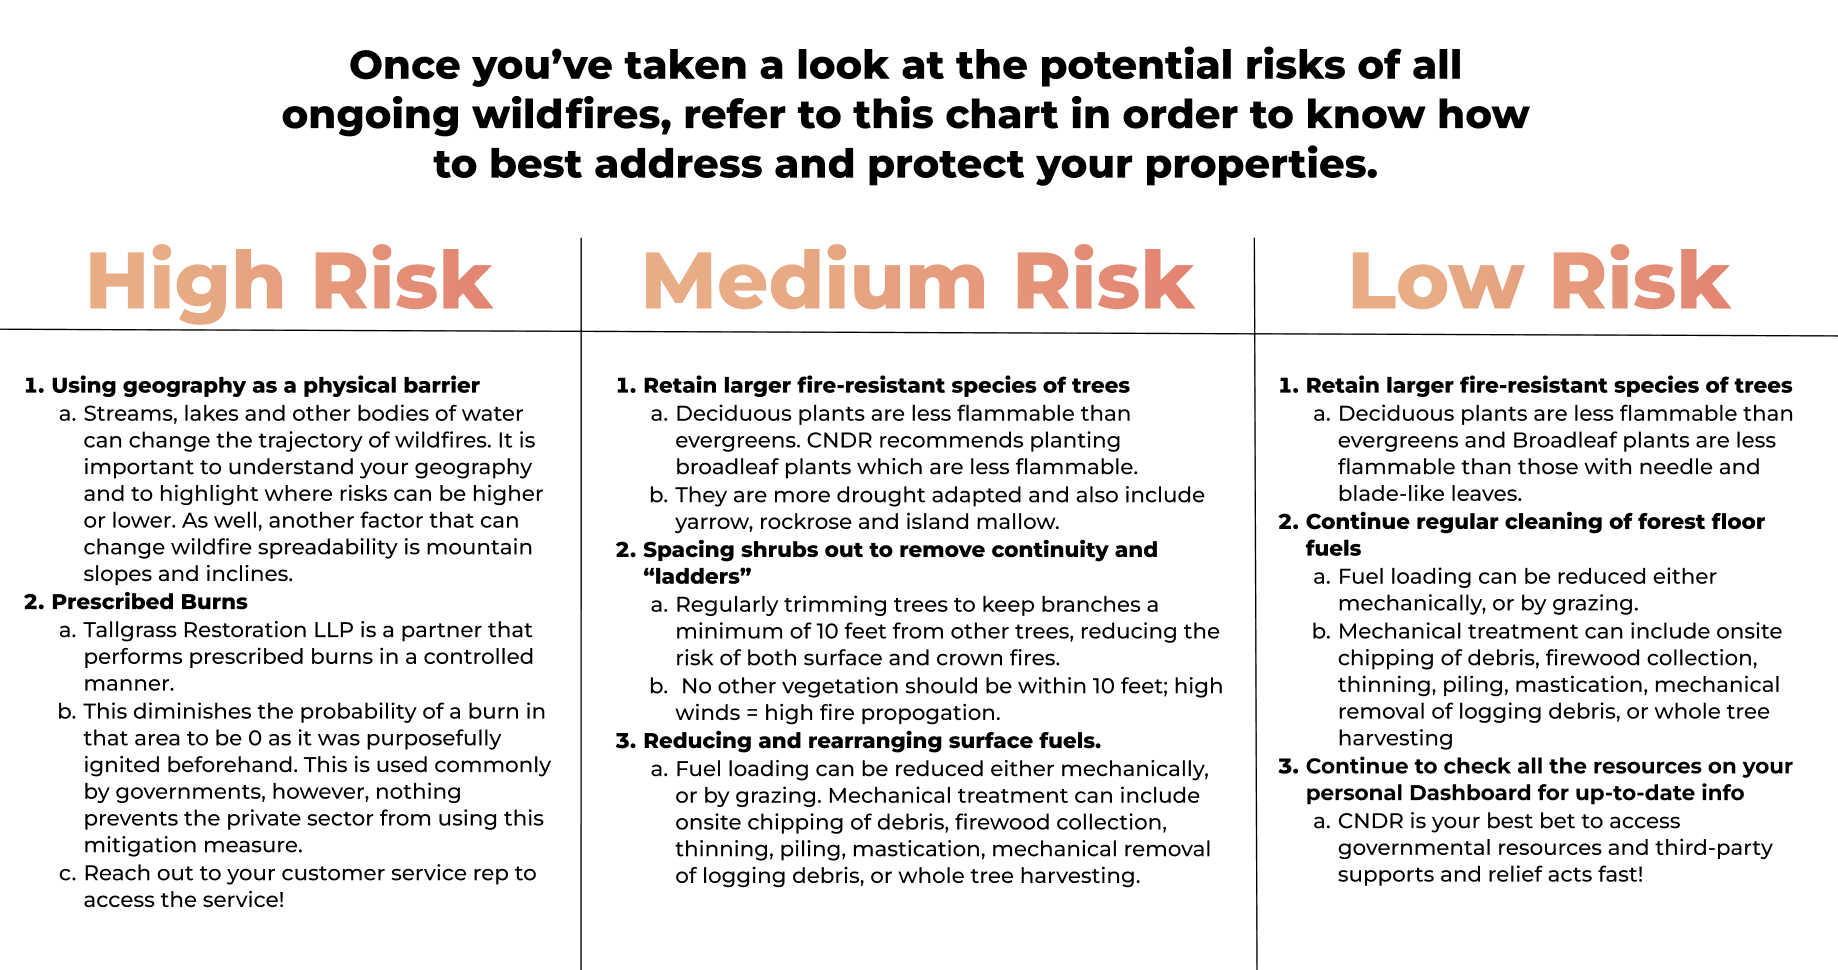 Once you’ve taken a look at the potential risks of all
ongoing wildfires, refer to this chart in order to know how
to best address and protect your properties.
High Risk
1. Using geography as a physical barrier
a. Streams, lakes and other bodies of water
can change the trajectory of wildfires. It is
important to understand your geography
and to highlight where risks can be higher
or lower. As well, another factor that can
change wildfire spreadability is mountain
slopes and inclines.
2. Prescribed Burns
a. Tallgrass Restoration LLP is a partner that
performs prescribed burns in a controlled
manner.
b. This diminishes the probability of a burn in
that area to be 0 as it was purposefully
ignited beforehand. This is used commonly
by governments, however, nothing
prevents the private sector from using this
mitigation measure.
c. Reach out to your customer service rep to
access the service!
Medium Risk
1. Retain larger fire-resistant species of trees
a. Deciduous plants are less flammable than
evergreens. CNDR recommends planting
broadleaf plants which are less flammable.
b. They are more drought adapted and also include
yarrow, rockrose and island mallow.
2. Spacing shrubs out to remove continuity and
“ladders”
a. Regularly trimming trees to keep branches a
minimum of 10 feet from other trees, reducing the
risk of both surface and crown fires.
b. No other vegetation should be within 10 feet; high
winds = high fire propogation.
3. Reducing and rearranging surface fuels.
a. Fuel loading can be reduced either mechanically,
or by grazing. Mechanical treatment can include
onsite chipping of debris, firewood collection,
thinning, piling, mastication, mechanical removal
of logging debris, or whole tree harvesting.
Low Risk
1. Retain larger fire-resistant species of trees
a. Deciduous plants are less flammable than
evergreens and Broadleaf plants are less
flammable than those with needle and
blade-like leaves.
2. Continue regular cleaning of forest floor
fuels
a. Fuel loading can be reduced either
mechanically, or by grazing.
b. Mechanical treatment can include onsite
chipping of debris, firewood collection,
thinning, piling, mastication, mechanical
removal of logging debris, or whole tree
harvesting
3. Continue to check all the resources on your
personal Dashboard for up-to-date info
a. CNDR is your best bet to access
governmental resources and third-party
supports and relief acts fast!